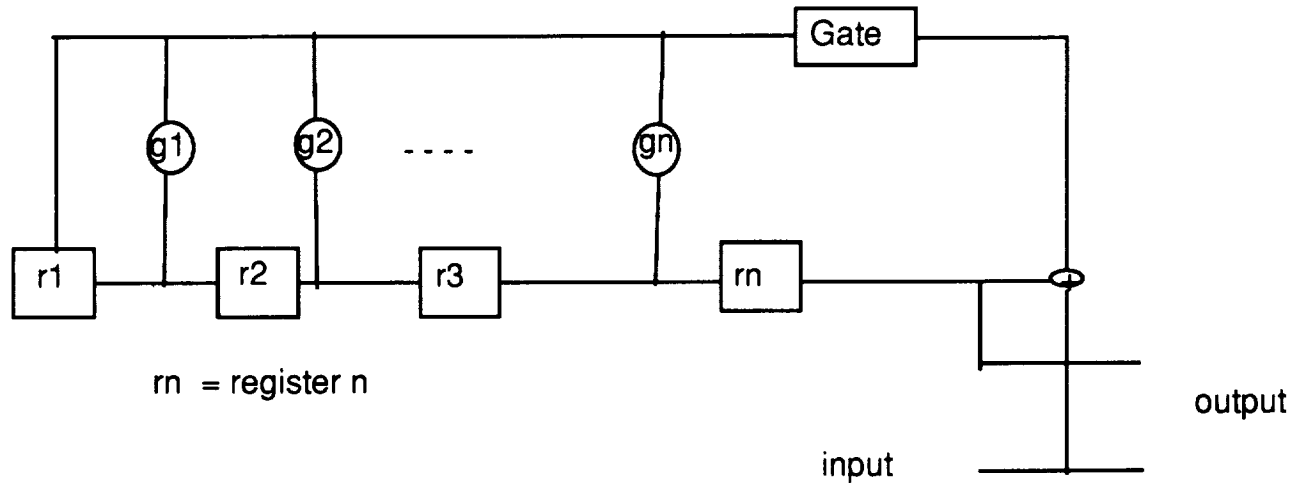 Gate
g1 g2 - - - - gn
r1 r2 r3 rn +
rn = register n
output
input